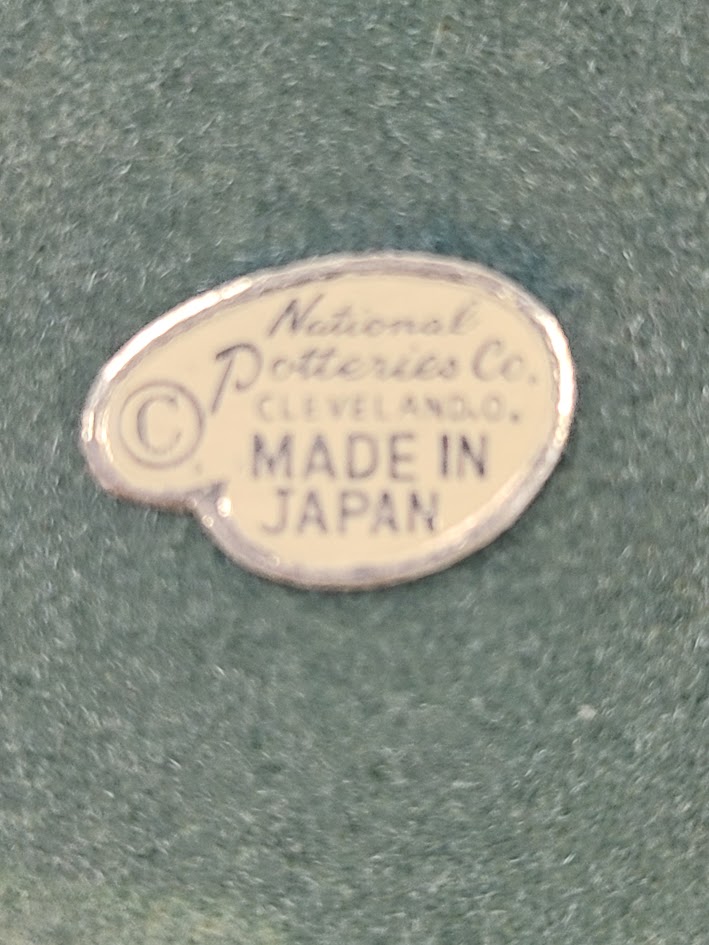 National
Potteries Co.
CLEVELAND.O.
©
MADE IN
JAPAN